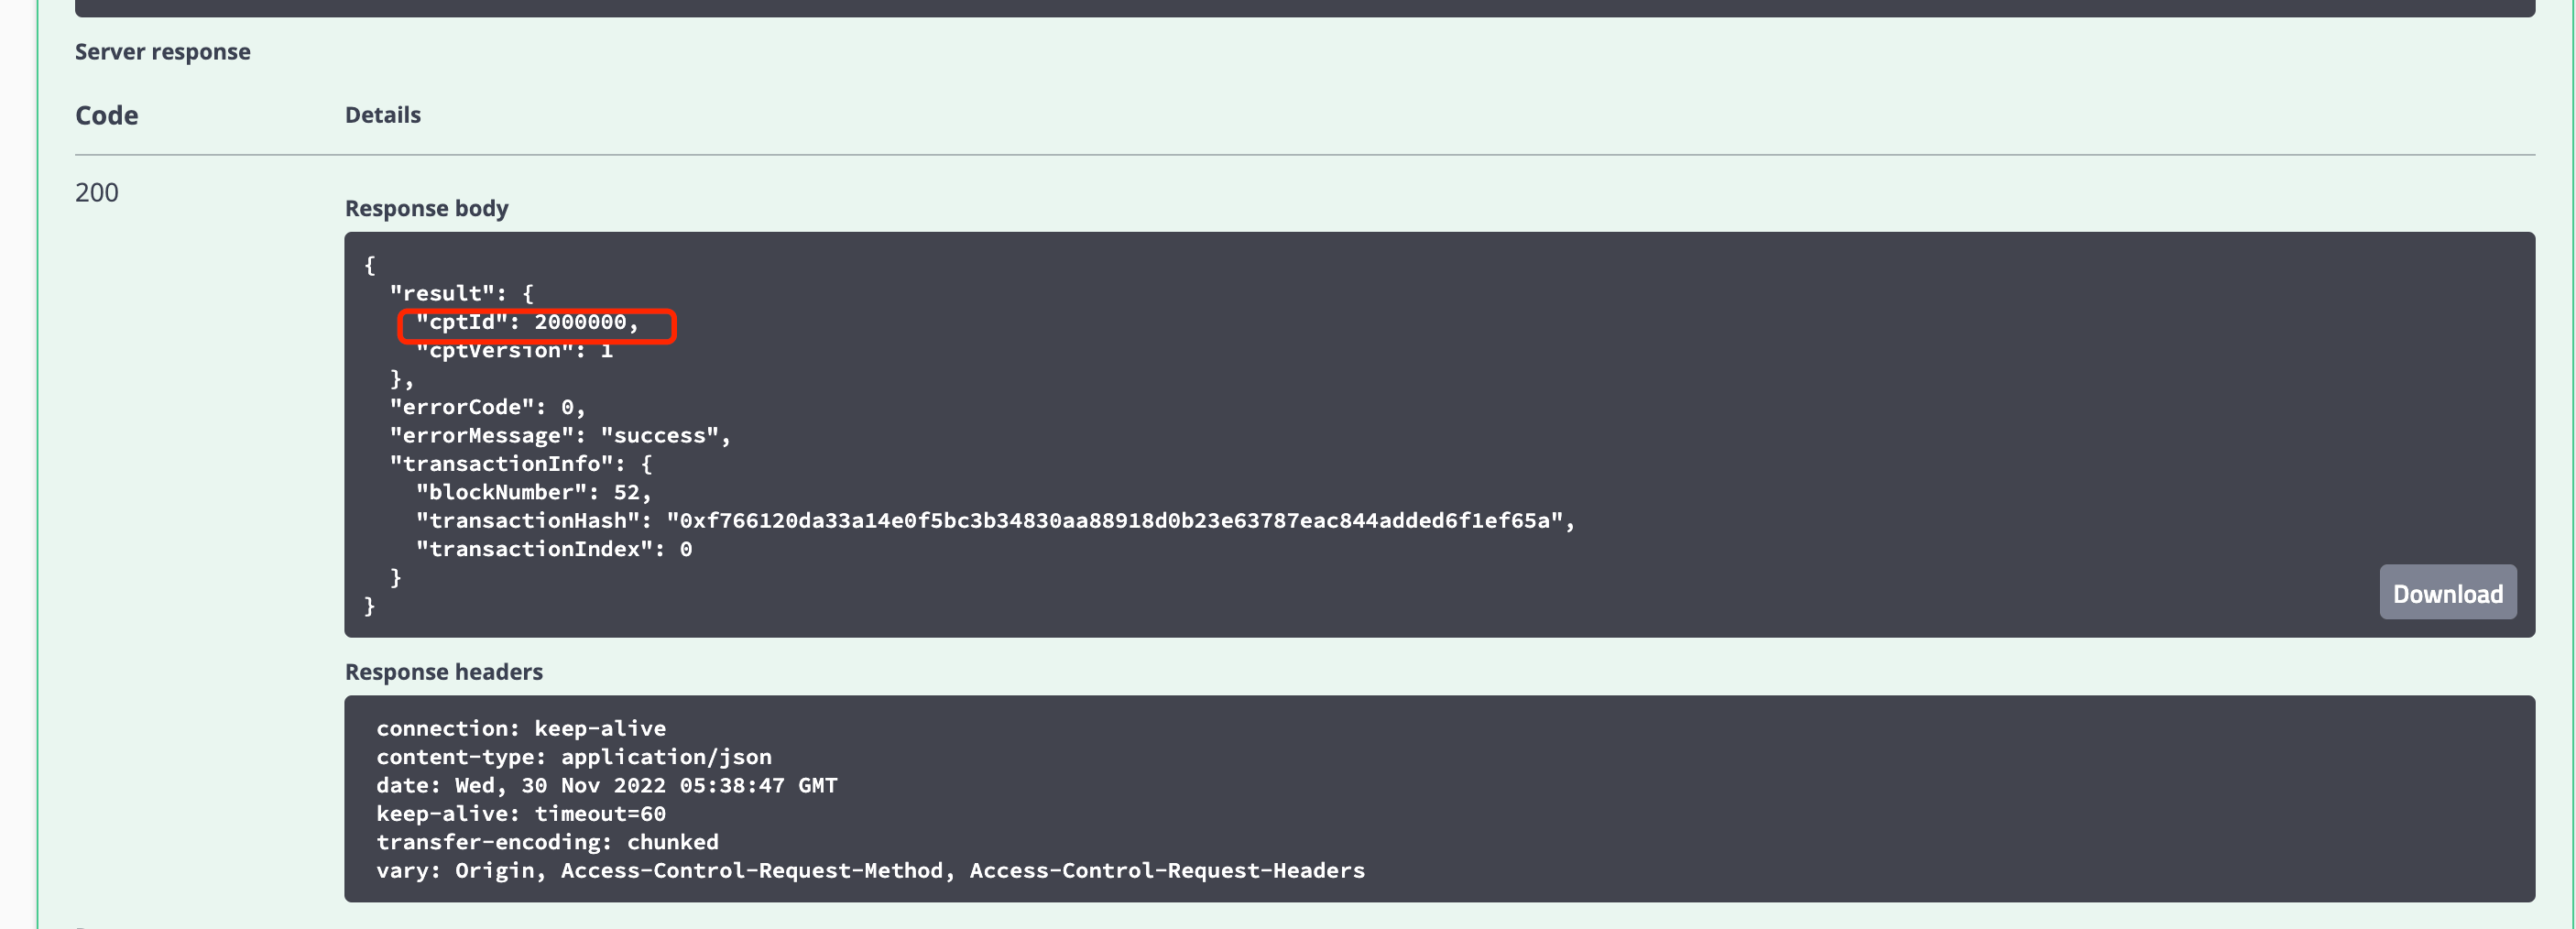 Server response
Code Details
200
Response body
{
"result": {
"cptId": 2000000,
"cptVersion": 1
},
"errorCode": 0,
"errorMessage": "success",
"transactionInfo": {
"blockNumber": 52,
"transactionHash": "0xf766120da33a14e0f5bc3b34830aa88918d0b23e63787eac844added6f1ef65a",
"transactionIndex": 0
}
}
Download
Response headers
connection: keep-alive
content-type: application/json
date: Wed, 30 Nov 2022 05:38:47 GMT
keep-alive: timeout=60
transfer-encoding: chunked
vary: Origin, Access-Control-Request-Method, Access-Control-Request-Headers